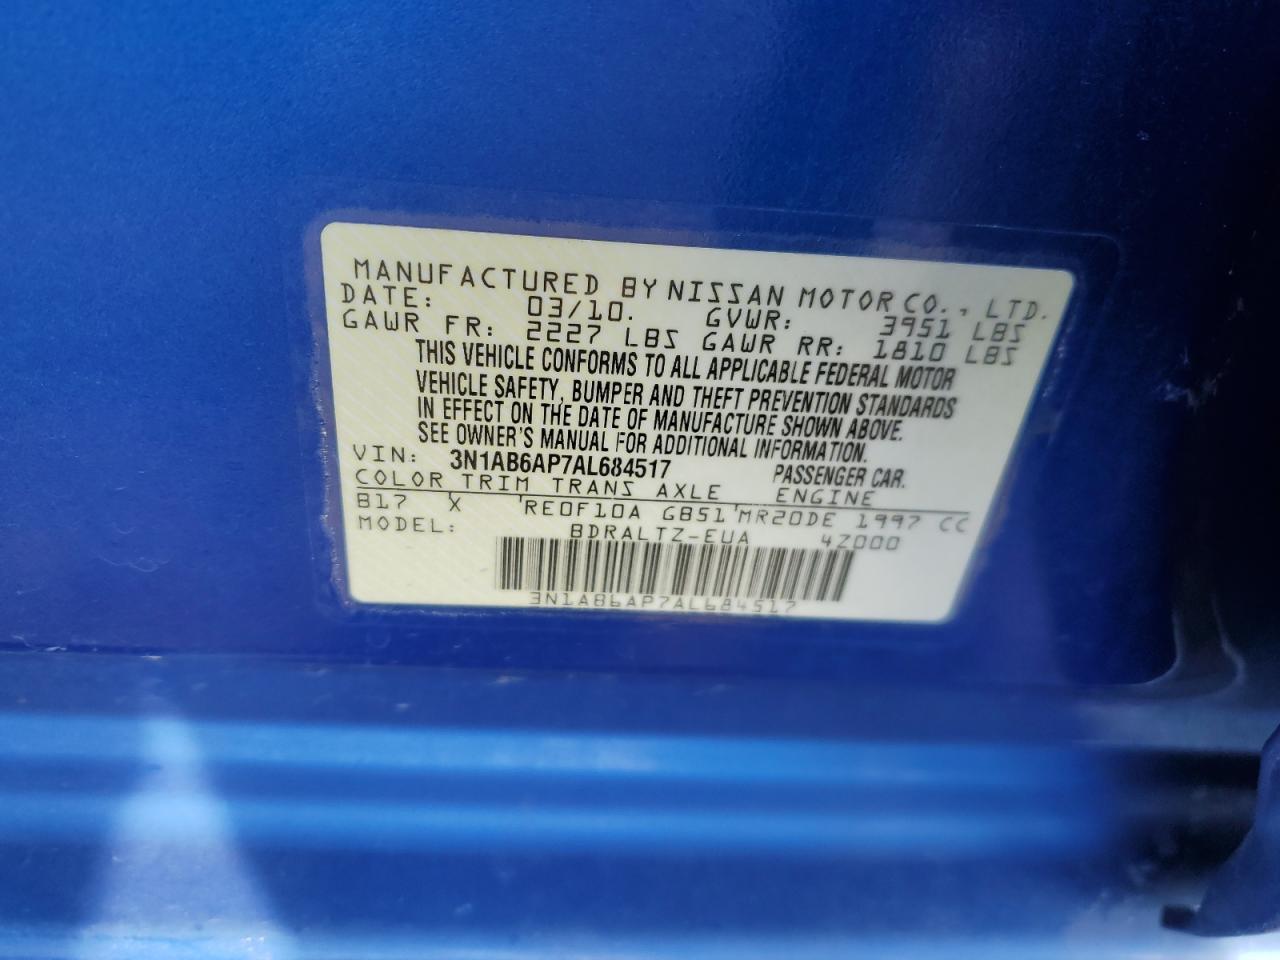 MANUFACTURED BY NISSAN MOTOR CO., LTD.
DATE: 03/10. GVWR: 3951 LBS
GAWR FR: 2227 LBS GAWR RR: 1810 LBS
THIS VEHICLE CONFORMS TO ALL APPLICABLE FEDERAL MOTOR
VEHICLE SAFETY, BUMPER AND THEFT PREVENTION STANDARDS
IN EFFECT ON THE DATE OF MANUFACTURE SHOWN ABOVE.
SEE OWNER'S MANUAL FOR ADDITIONAL INFORMATION.
VIN: 3N1AB6AP7AL684517 PASSENGER CAR.
COLOR TRIM TRANS AXLE ENGINE
B17 X RE0F10A GB51 MR20DE 1997 CC
MODEL: BDRALTZ-EUA 4Z000
3N1AB6AP7AL684517